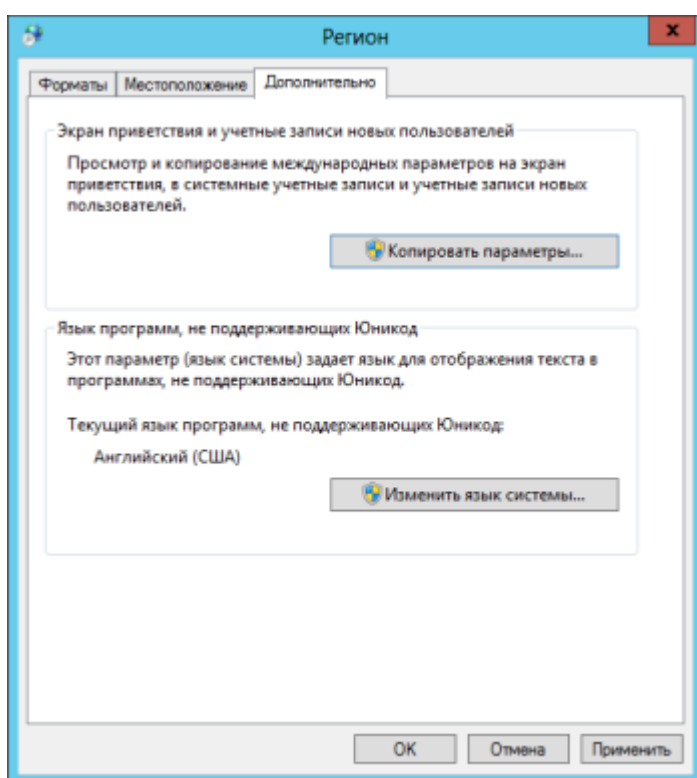 Регион
x
Форматы Местоположение Дополнительно
Экран приветствия и учетные записи новых пользователей
Просмотр и копирование международных параметров на экран
приветствия, в системные учетные записи и учетные записи новых
пользователей.
Копировать параметры...
Язык программ, не поддерживающих Юникод
Этот параметр (язык системы) задает язык для отображения текста в
программах, не поддерживающих Юникод.
Текущий язык программ, не поддерживающих Юникод:
Английский (США)
Изменить язык системы...
OK Отмена Применить